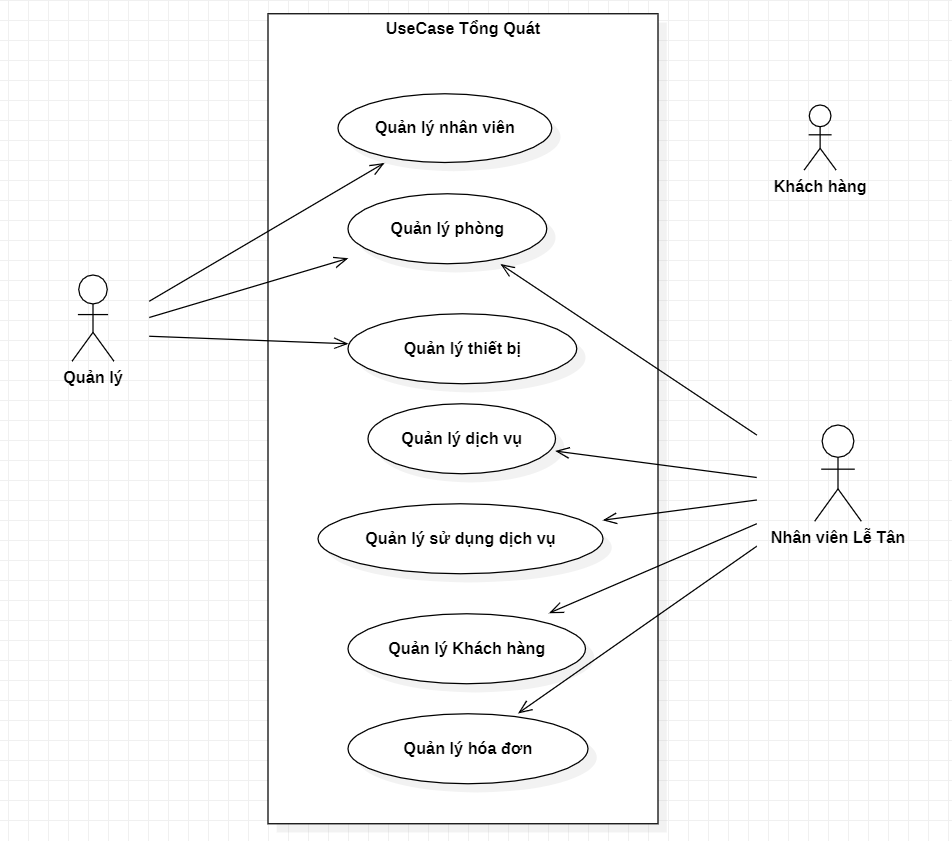 UseCase Tổng Quát
Quản lý nhân viên
Khách hàng
Quản lý phòng
Quản lý thiết bị
Quản lý
Quản lý dịch vụ
Quản lý sử dụng dịch vụ
Nhân viên Lễ Tân
Quản lý Khách hàng
Quản lý hóa đơn